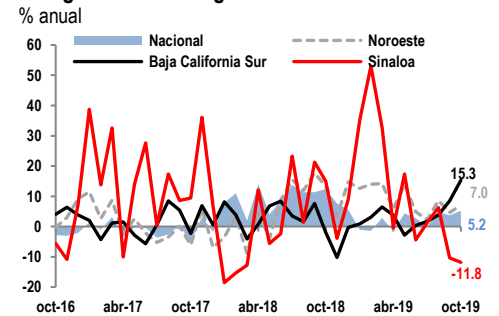 % anual
60
50
40
30
20
10
0
-10
-20
Nacional
Noroeste
Baja California Sur
Sinaloa
15.3
7.0
5.2
-11.8
oct-16
abr-17
oct-17
abr-18
oct-18
abr-19
oct-19